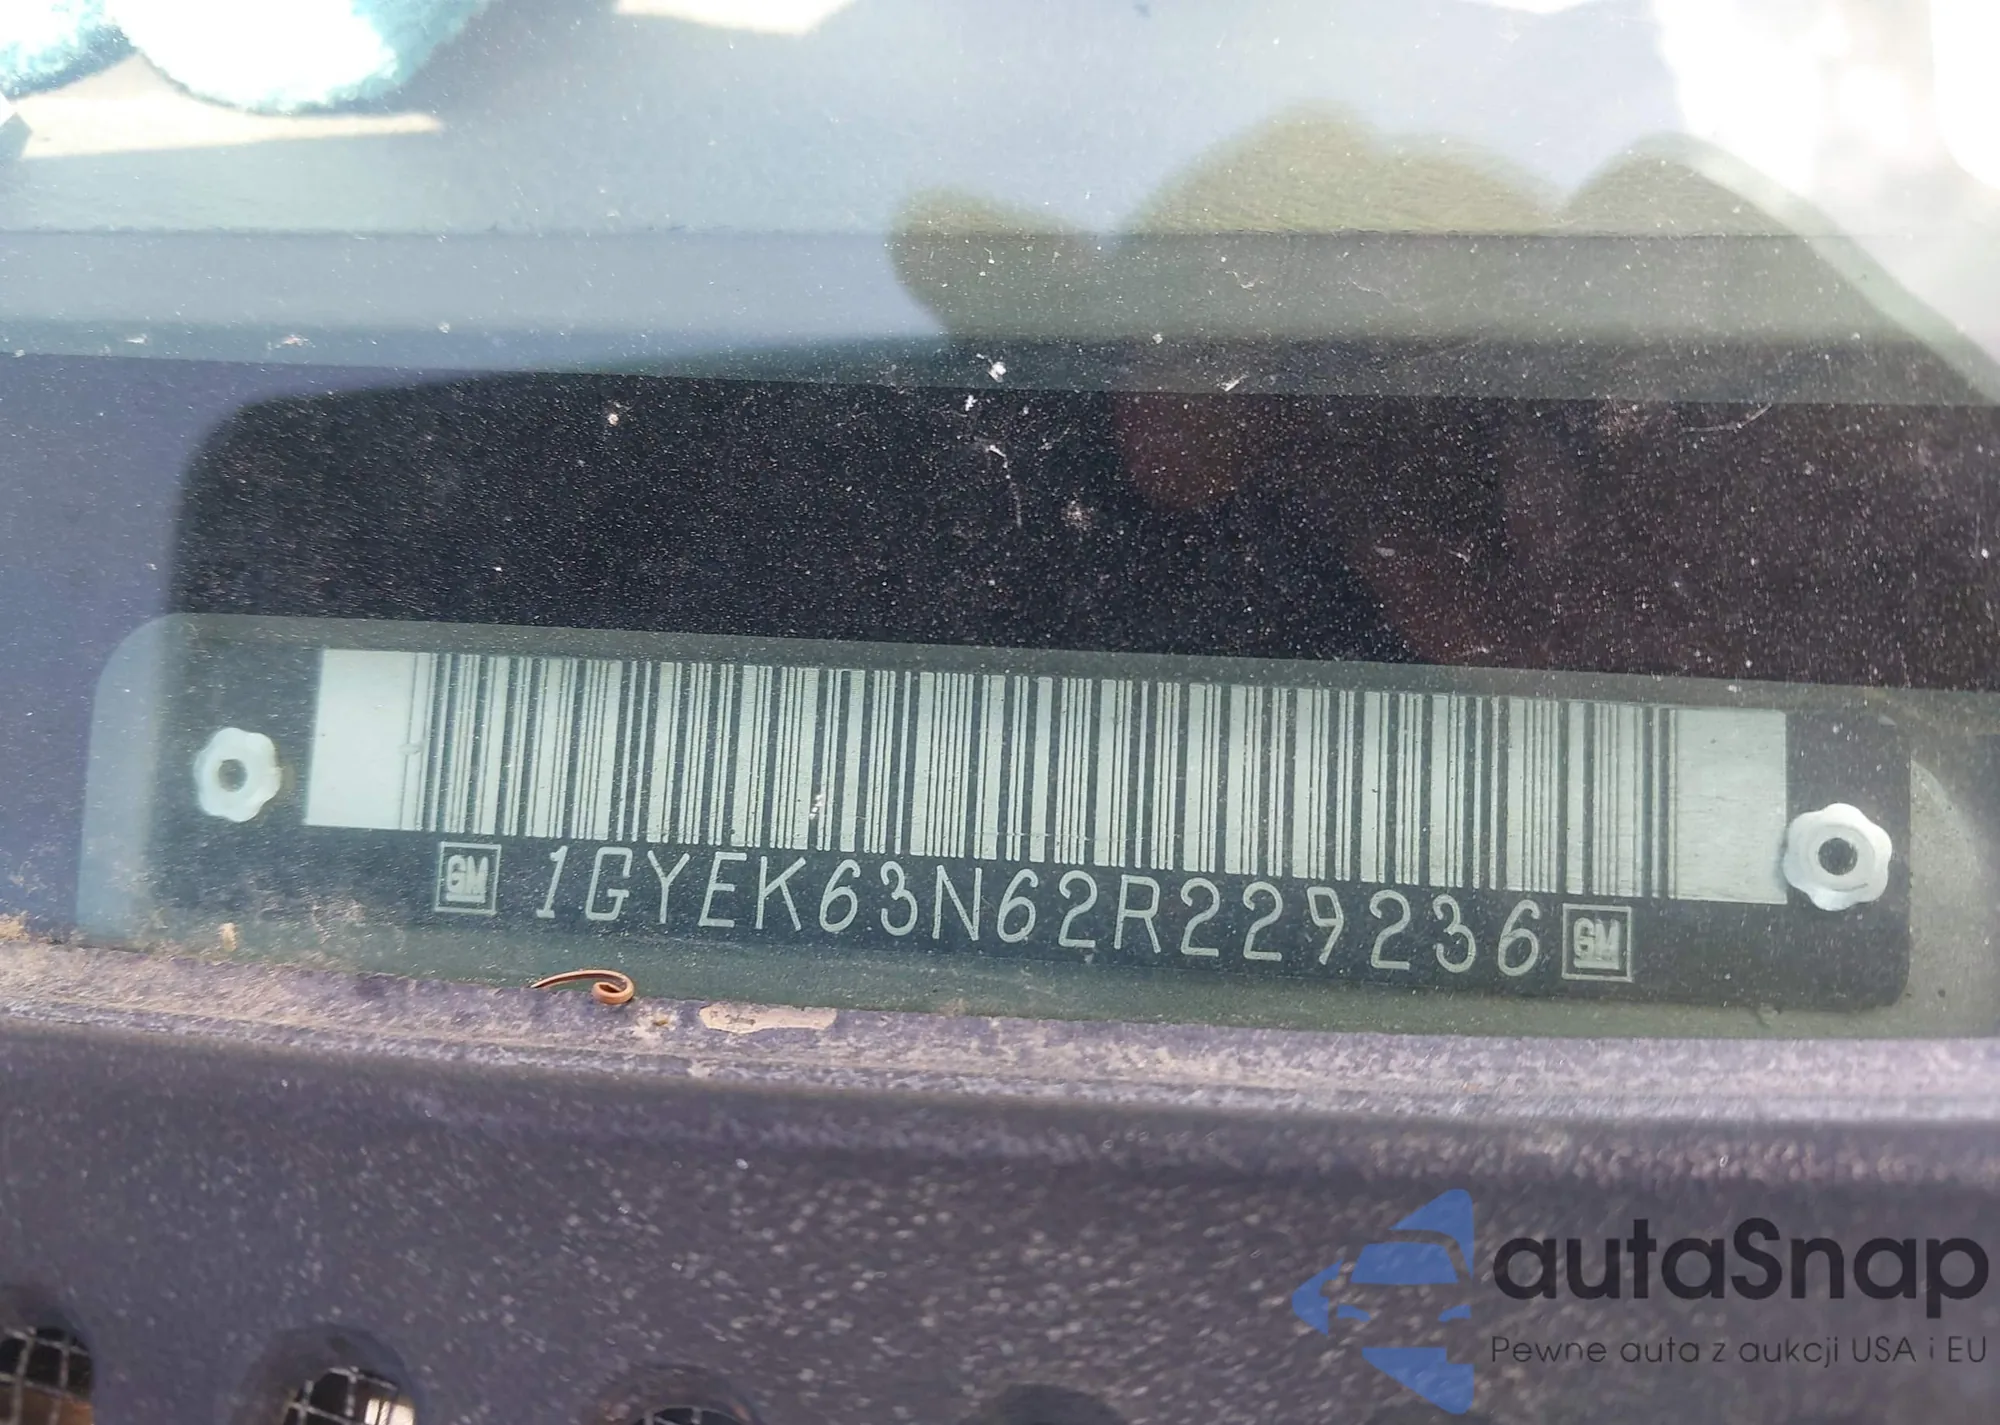 GM 1GYEK63N62R229236 GM
autaSnap
Pewne auta z aukcji USA i EU